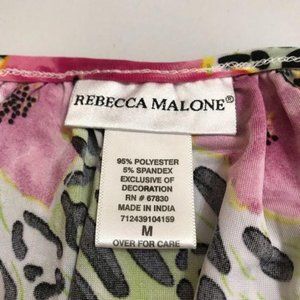 REBECCA MALONE®
95% POLYESTER
5% SPANDEX
EXCLUSIVE OF
DECORATION
RN # 67830
MADE IN INDIA
712439104159
M
OVER FOR CARE